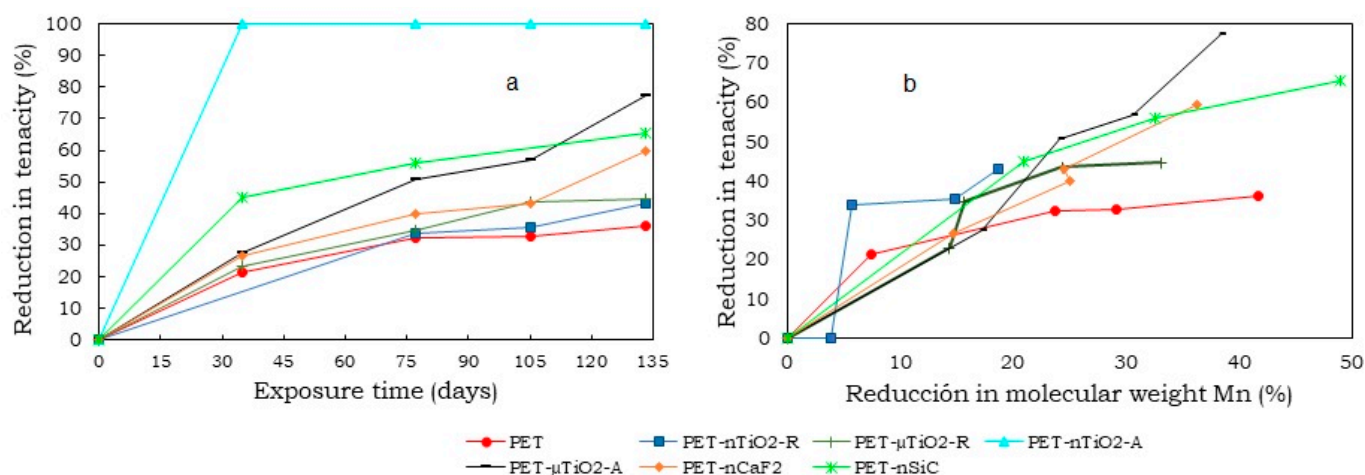 100
90
80
70
60
50
40
30
20
10
0
Reduction in tenacity (%)
a
0 15 30 45 60 75 90 105 120 135
Exposure time (days)
80
70
60
50
40
30
20
10
0
Reduction in tenacity (%)
b
0 10 20 30 40 50
Reducción in molecular weight Mn (%)
PET PET-nTiO2-R PET-µTiO2-R PET-nTiO2-A
PET-µTiO2-A PET-nCaF2 PET-nSiC